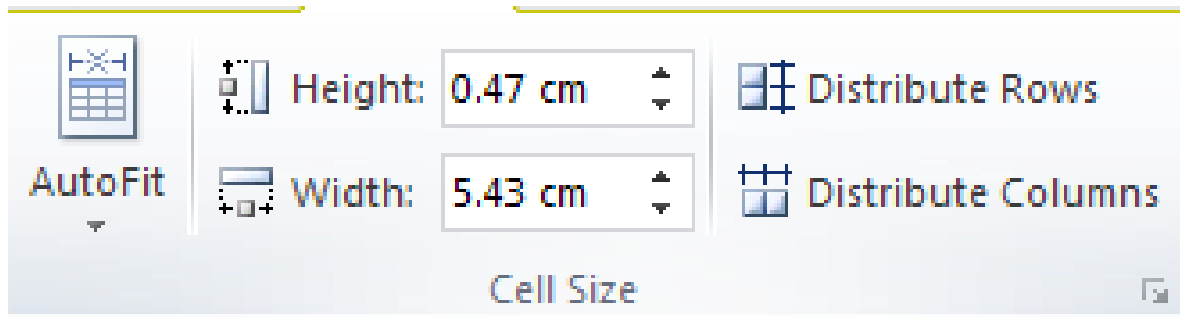 AutoFit
Height: 0.47 cm
Width: 5.43 cm
Distribute Rows
Distribute Columns
Cell Size